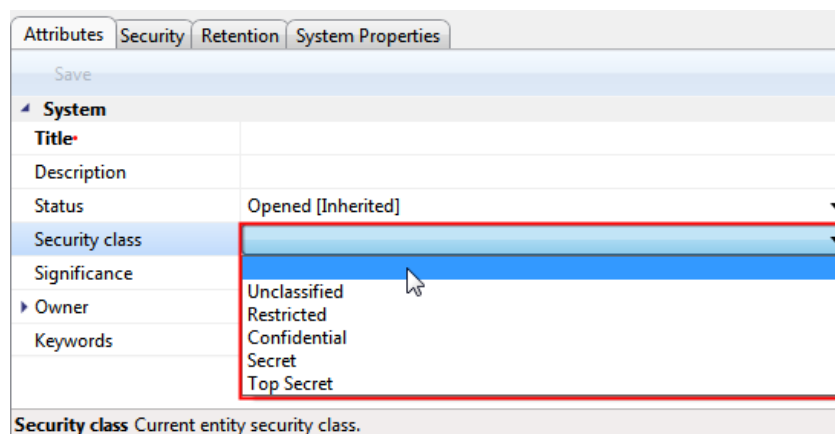 Attributes Security Retention System Properties
Save
System
Title•
Description
Status Opened [Inherited]
Security class
Significance
Unclassified
Owner
Restricted
Keywords Confidential
Secret
Top Secret
Security class Current entity security class.